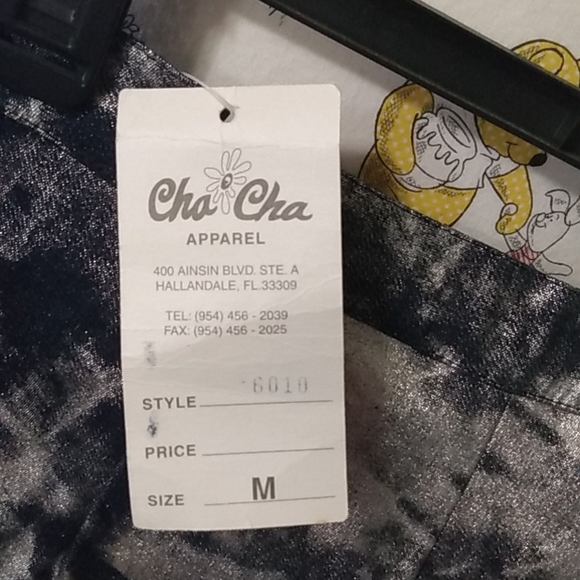 Cha Cha
APPAREL
400 AINSIN BLVD. STE. A
HALLANDALE, FL.33309
TEL: (954) 456 - 2039
FAX: (954) 456 - 2025
STYLE 6010
PRICE
SIZE M